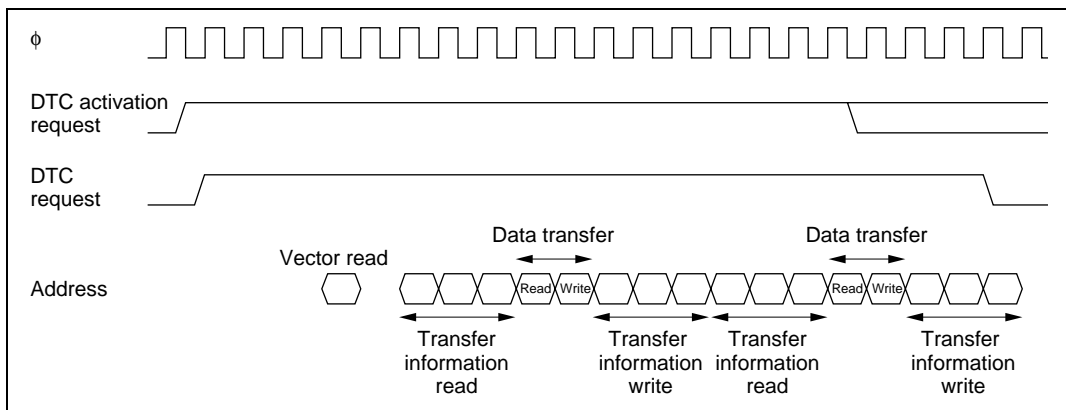 φ
DTC activation
request
DTC
request
Data transfer
Data transfer
Vector read
Address
Read
Write
Read
Write
Transfer
information
read
Transfer
information
write
Transfer
information
read
Transfer
information
write